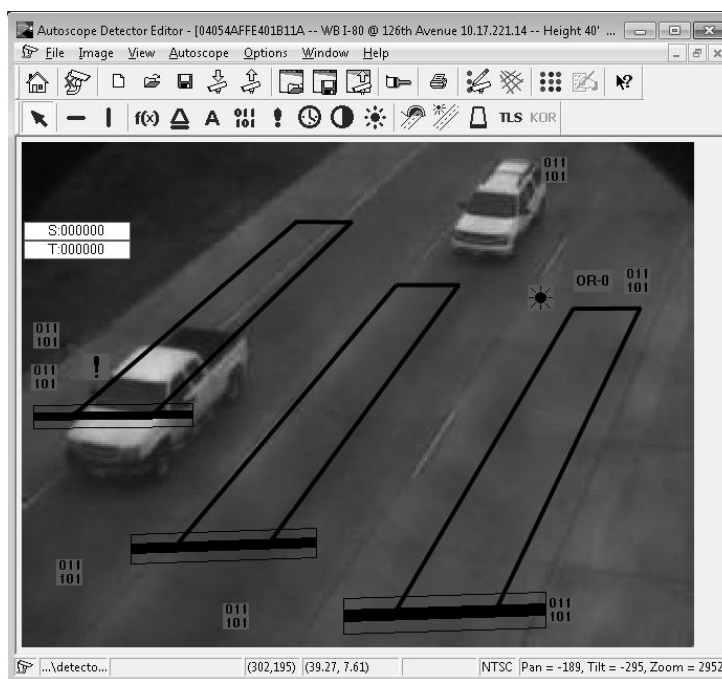 Autoscope Detector Editor - [04054AFFE401B11A -- WB I-80 @ 126th Avenue 10.17.221.14 -- Height 40' ...
File Image View Autoscope Options Window Help
f(x) A 011 101 ! TLS KOR
011
101
S:000000
T:000000
OR-0 011
101
011
101
!
011
101
011
101
011
101
011
101
...\detecto... (302,195) (39.27, 7.61) NTSC Pan = -189, Tilt = -295, Zoom = 2952